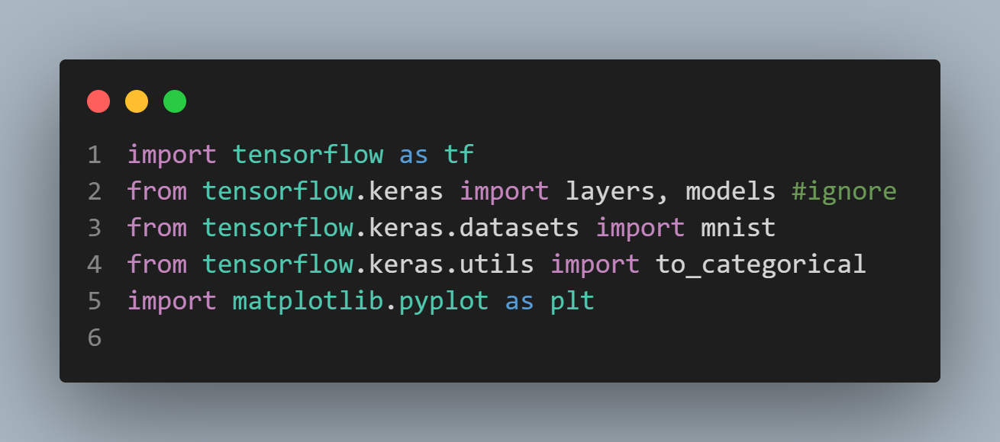 1 import tensorflow as tf
2 from tensorflow.keras import layers, models #ignore
3 from tensorflow.keras.datasets import mnist
4 from tensorflow.keras.utils import to_categorical
5 import matplotlib.pyplot as plt
6